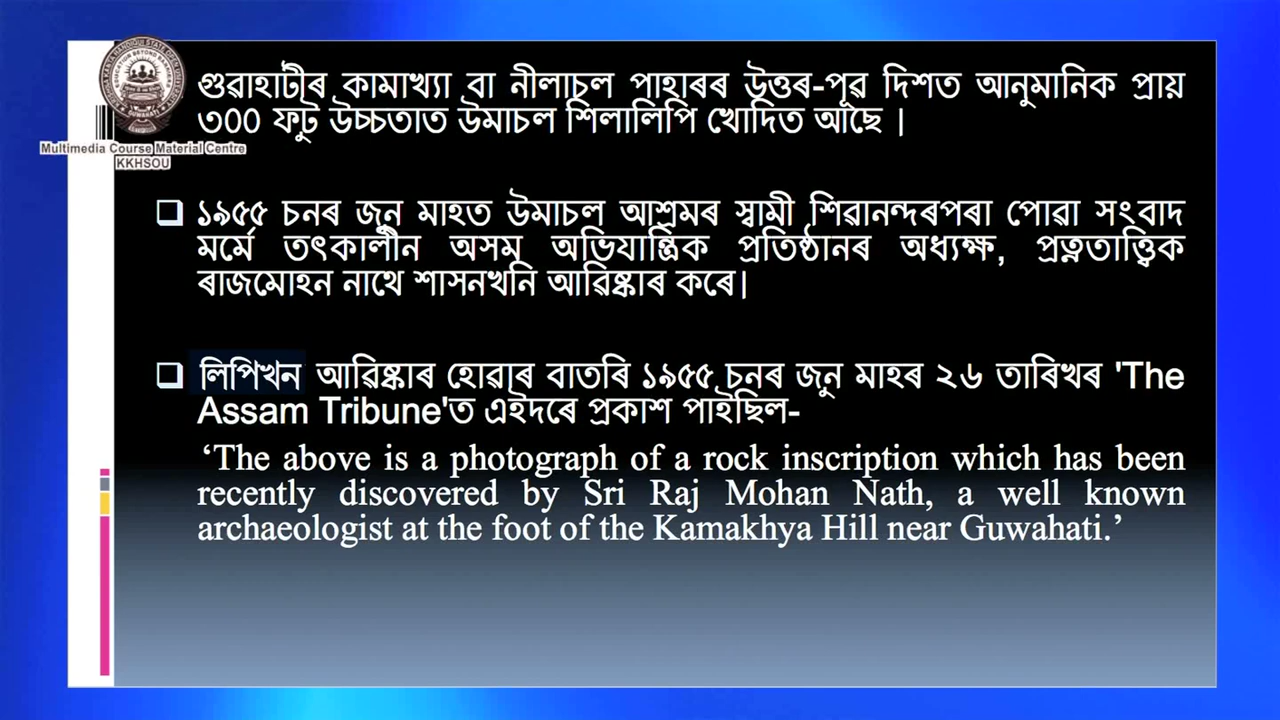 গুৱাহাটীৰ কামাখ্যা বা নীলাচল পাহাৰৰ উত্তৰ-পূৱ দিশত আনুমানিক প্ৰায়
৩00 ফুট উচ্চতাত উমাচল শিলালিপি খোদিত আছে ।
Multimedia Course Material Centre
KKHSOU
১৯৫৫ চনৰ জুন মাহত উমাচল আশ্ৰমৰ স্বামী শিৱানন্দৰপৰা পোৱা সংবাদ
মৰ্মে তৎকালীন অসম অভিযান্ত্ৰিক প্ৰতিষ্ঠানৰ অধ্যক্ষ, প্ৰত্নতাত্ত্বিক
ৰাজমোহন নাথে শাসনখনি আৱিষ্কাৰ কৰে।
লিপিখন আৱিষ্কাৰ হোৱাৰ বাতৰি ১৯৫৫ চনৰ জুন মাহৰ ২৬ তাৰিখৰ 'The
Assam Tribune'ত এইদৰে প্ৰকাশ পাইছিল-
‘The above is a photograph of a rock inscription which has been
recently discovered by Sri Raj Mohan Nath, a well known
archaeologist at the foot of the Kamakhya Hill near Guwahati.’